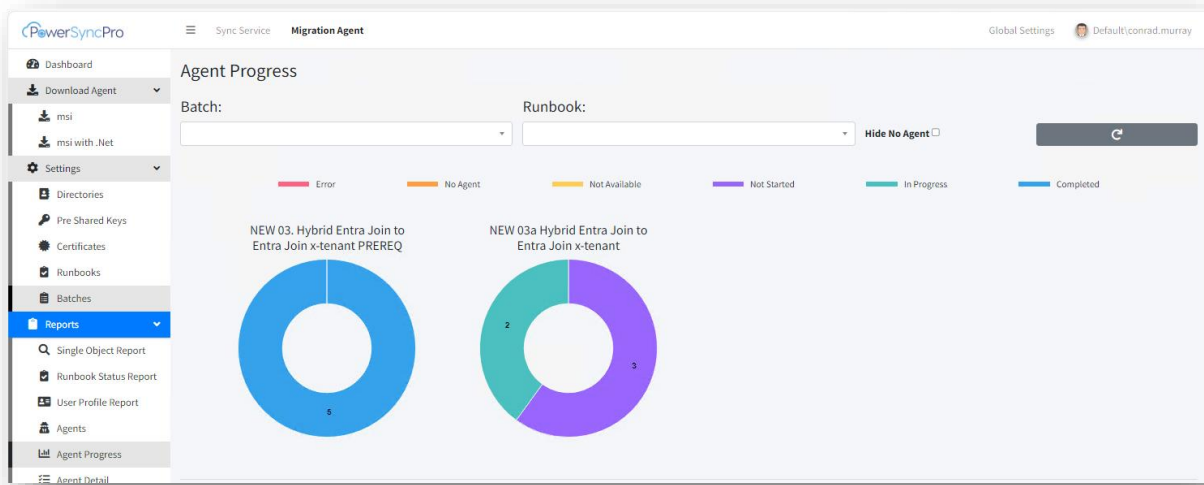 PowerSyncPro
Sync Service Migration Agent Global Settings Default\conrad.murray
Dashboard
Download Agent
msi
msi with .Net
Settings
Directories
Pre Shared Keys
Certificates
Runbooks
Batches
Reports
Single Object Report
Runbook Status Report
User Profile Report
Agents
Agent Progress
Agent Detail
Agent Progress
Batch: Runbook:
Hide No Agent
Error No Agent Not Available Not Started In Progress Completed
NEW 03. Hybrid Entra Join to
Entra Join x-tenant PREREQ
5
NEW 03a Hybrid Entra Join to
Entra Join x-tenant
2
3